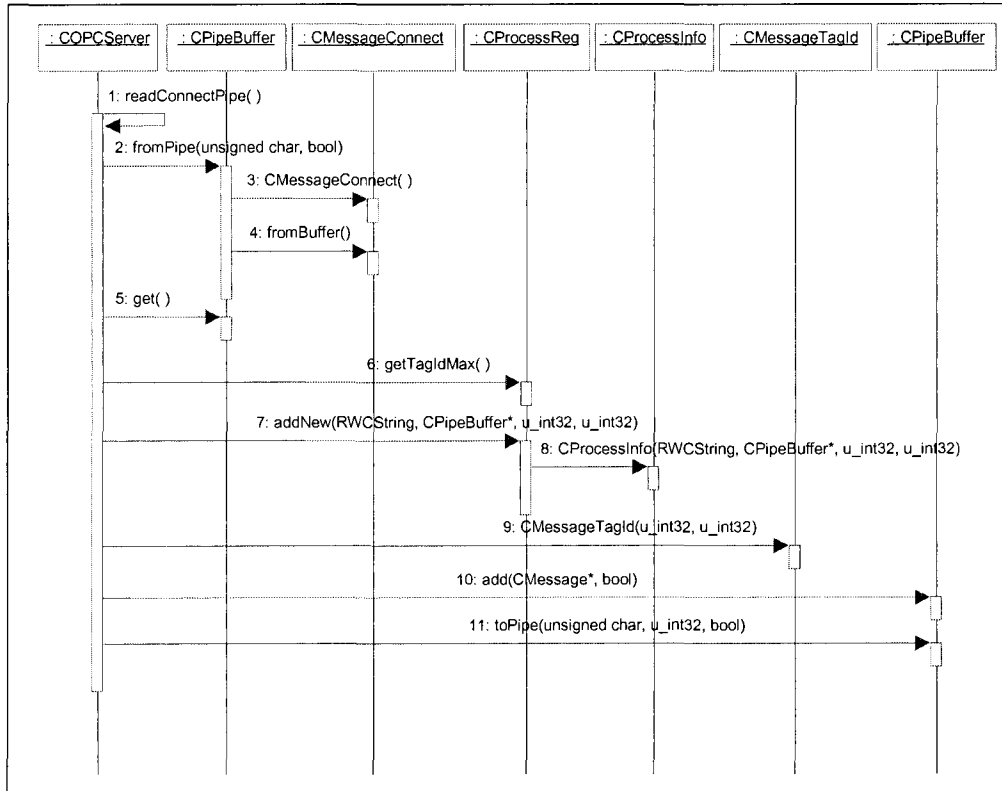 : COPCServer
: CPipeBuffer
: CMessageConnect
: CProcessReg
: CProcessInfo
: CMessageTagId
: CPipeBuffer
1: readConnectPipe( )
2: fromPipe(unsigned char, bool)
3: CMessageConnect( )
4: fromBuffer()
5: get( )
6: getTagIdMax( )
7: addNew(RWCString, CPipeBuffer*, u_int32, u_int32)
8: CProcessInfo(RWCString, CPipeBuffer*, u_int32, u_int32)
9: CMessageTagId(u_int32, u_int32)
10: add(CMessage*, bool)
11: toPipe(unsigned char, u_int32, bool)